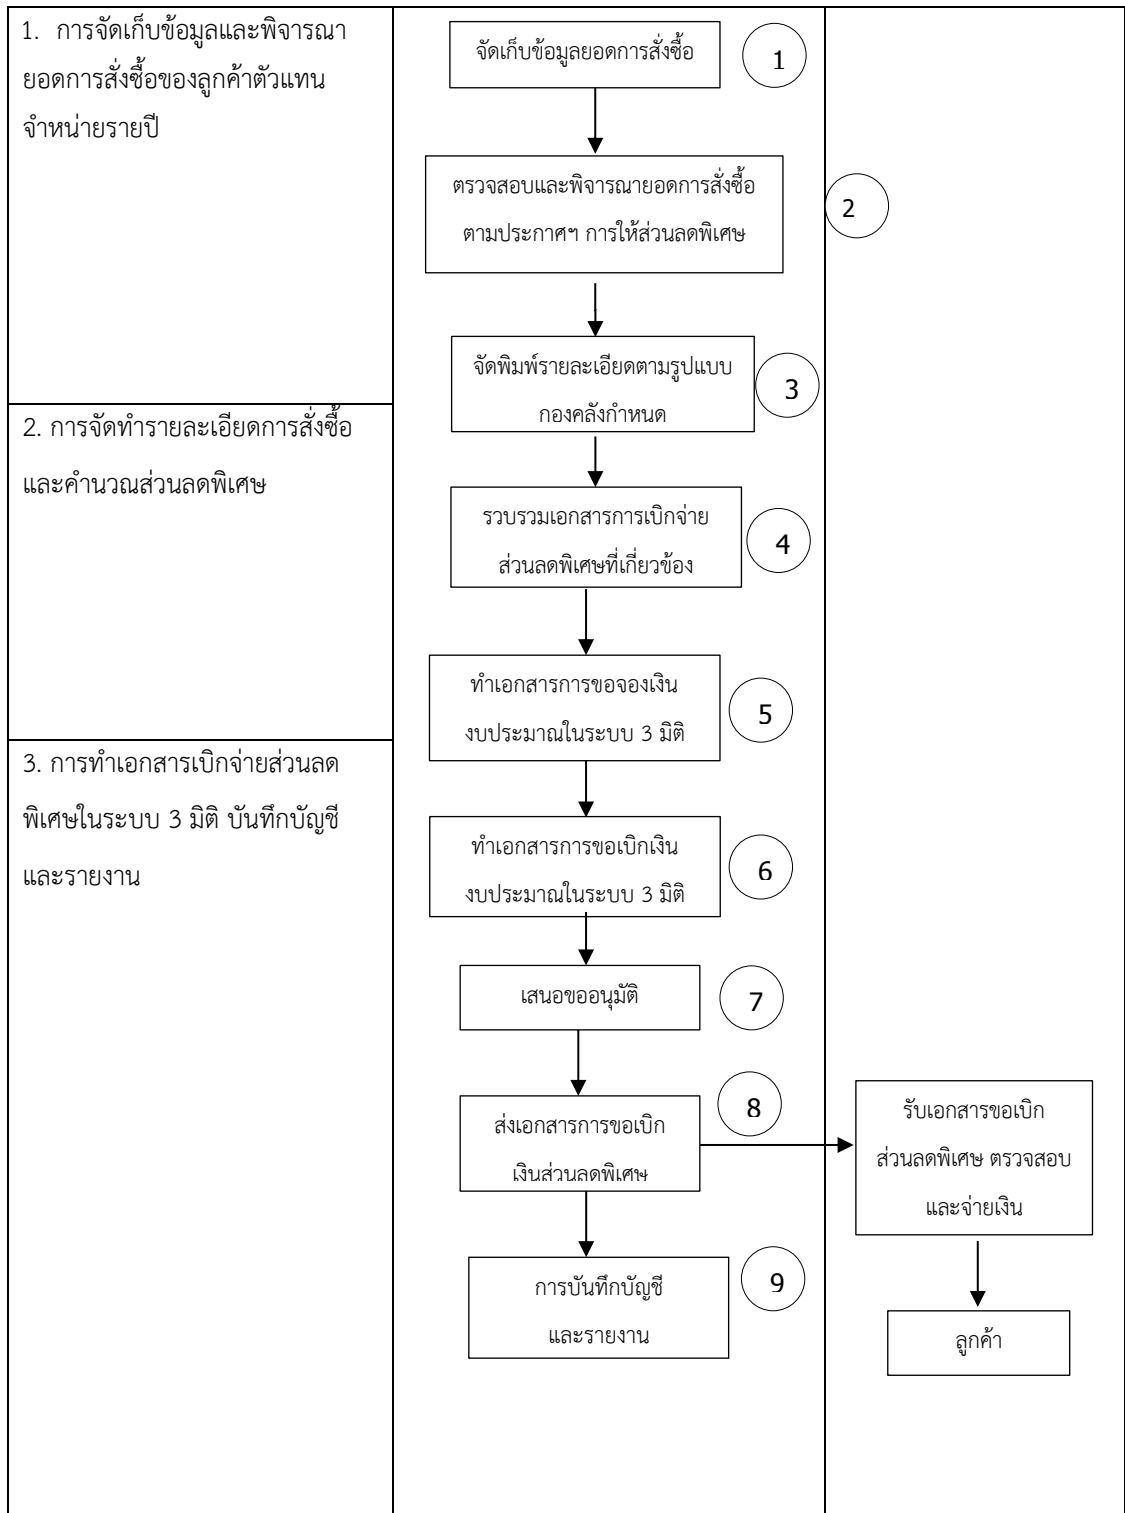 1. การจัดเก็บข้อมูลและพิจารณา
ยอดการสั่งซื้อของลูกค้าตัวแทน
จำหน่ายรายปี
จัดเก็บข้อมูลยอดการสั่งซื้อ
1
ตรวจสอบและพิจารณายอดการสั่งซื้อ
ตามประกาศฯ การให้ส่วนลดพิเศษ
2
จัดพิมพ์รายละเอียดตามรูปแบบ
กองคลังกำหนด
3
2. การจัดทำรายละเอียดการสั่งซื้อ
และคำนวณส่วนลดพิเศษ
รวบรวมเอกสารการเบิกจ่าย
ส่วนลดพิเศษที่เกี่ยวข้อง
4
ทำเอกสารการขอจองเงิน
งบประมาณในระบบ 3 มิติ
5
3. การทำเอกสารเบิกจ่ายส่วนลด
พิเศษในระบบ 3 มิติ บันทึกบัญชี
และรายงาน
ทำเอกสารการขอเบิกเงิน
งบประมาณในระบบ 3 มิติ
6
เสนอขออนุมัติ
7
ส่งเอกสารการขอเบิก
เงินส่วนลดพิเศษ
8
รับเอกสารขอเบิก
ส่วนลดพิเศษ ตรวจสอบ
และจ่ายเงิน
การบันทึกบัญชี
และรายงาน
9
ลูกค้า